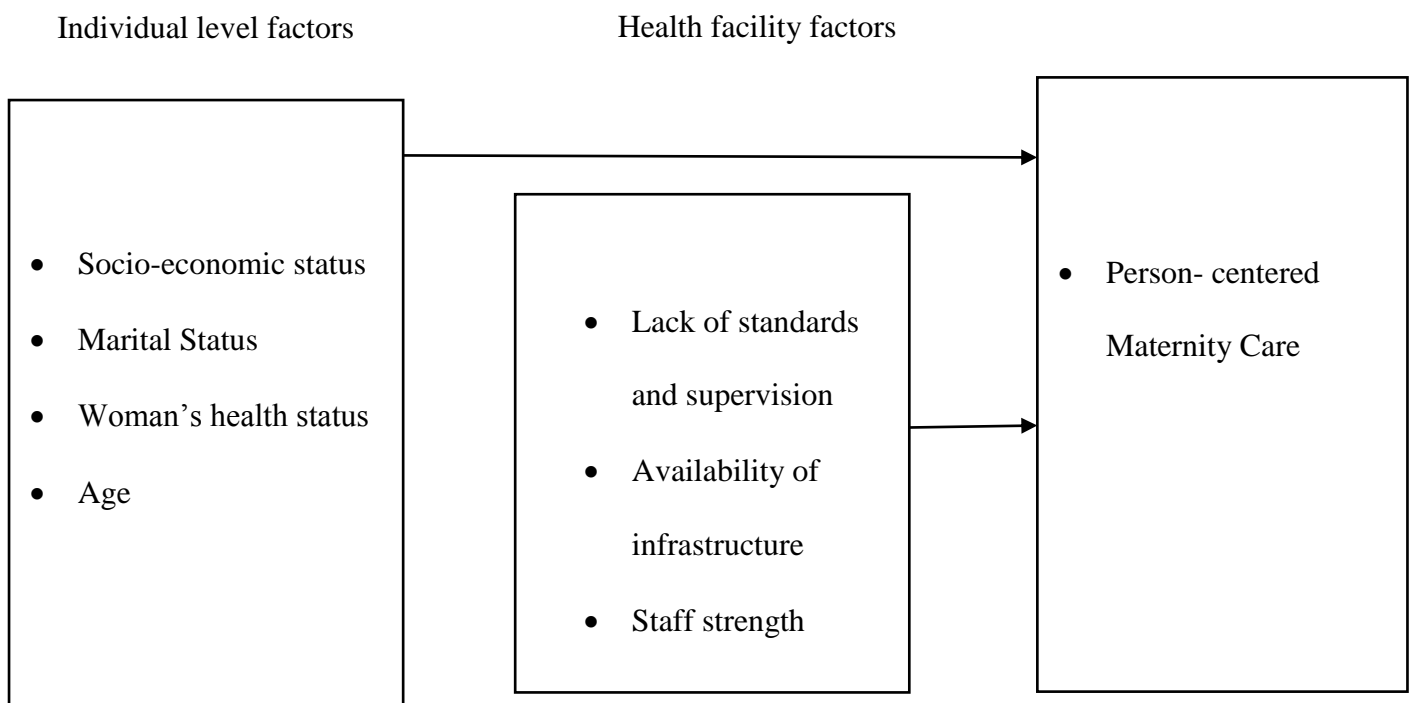 Individual level factors
Health facility factors
• Socio-economic status
• Marital Status
• Woman’s health status
• Age
• Lack of standards
and supervision
• Availability of
infrastructure
• Staff strength
• Person- centered
Maternity Care